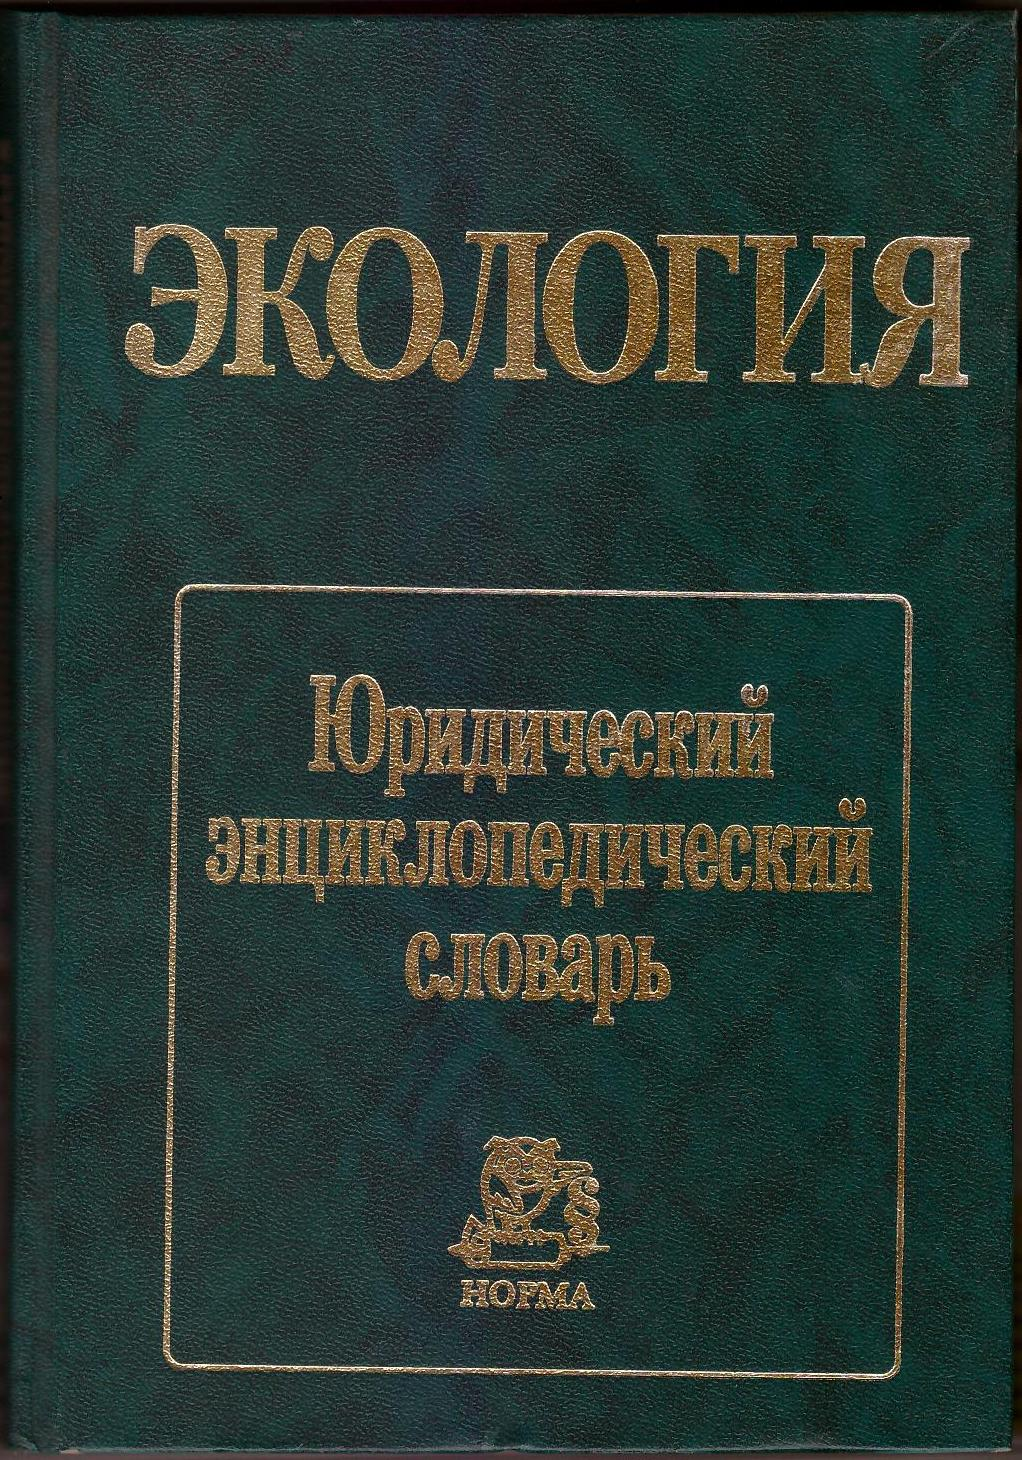 ЭКОЛОГИЯ
Юридический
энциклопедический
словарь
НОРМА